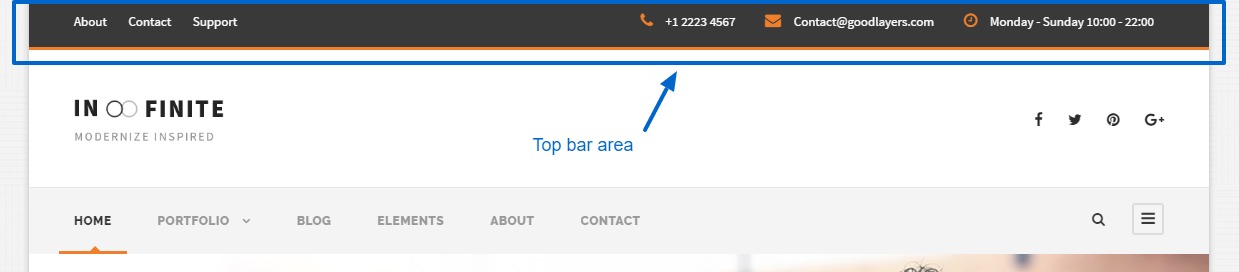 About Contact Support +1 2223 4567 Contact@goodlayers.com Monday - Sunday 10:00 - 22:00
IN FINITE
MODERNIZE INSPIRED
G+
Top bar area
HOME PORTFOLIO BLOG ELEMENTS ABOUT CONTACT